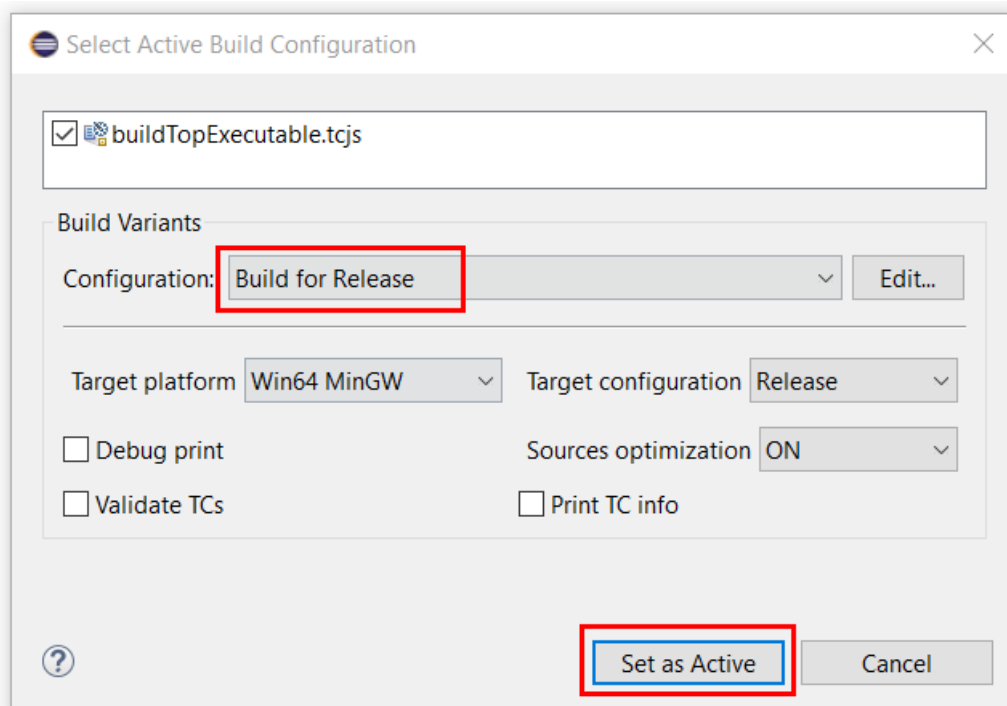 Select Active Build Configuration
buildTopExecutable.tcjs
Build Variants
Configuration: Build for Release Edit...
Target platform Win64 MinGW Target configuration Release
Debug print Sources optimization ON
Validate TCs Print TC info
? Set as Active Cancel